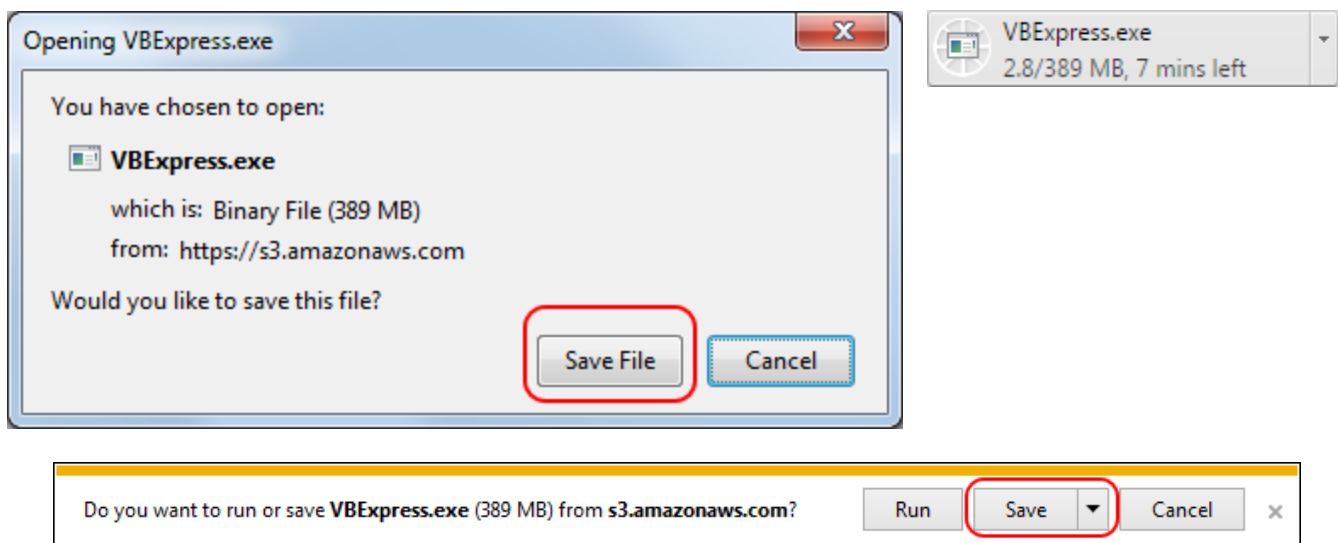 Opening VBExpress.exe
You have chosen to open:
VBExpress.exe
which is: Binary File (389 MB)
from: https://s3.amazonaws.com
Would you like to save this file?
Save File
Cancel
VBExpress.exe
2.8/389 MB, 7 mins left
Do you want to run or save VBExpress.exe (389 MB) from s3.amazonaws.com?
Run
Save
Cancel